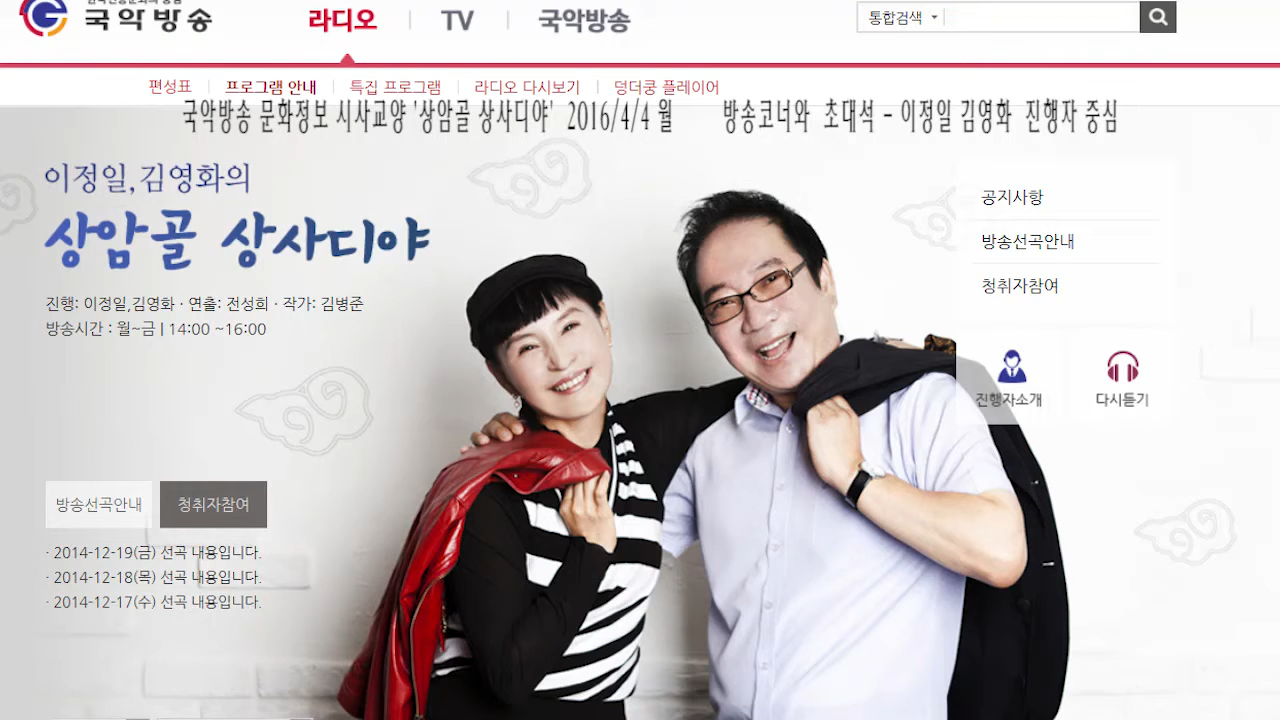 국악방송
라디오 TV 국악방송
통합검색
편성표 프로그램 안내 특집 프로그램 라디오 다시보기 덩더쿵 플레이어
국악방송 문화정보 시사교양 '상암골 상사디야' 2016/4/4 월 방송코너와 초대석 - 이정일 김영화 진행자 중심
이정일,김영화의
상암골 상사디야
진행: 이정일,김영화 · 연출: 전성희 · 작가: 김병준
방송시간 : 월~금 | 14:00 ~16:00
공지사항
방송선곡안내
청취자참여
진행자소개 다시듣기
방송선곡안내 청취자참여
· 2014-12-19(금) 선곡 내용입니다.
· 2014-12-18(목) 선곡 내용입니다.
· 2014-12-17(수) 선곡 내용입니다.